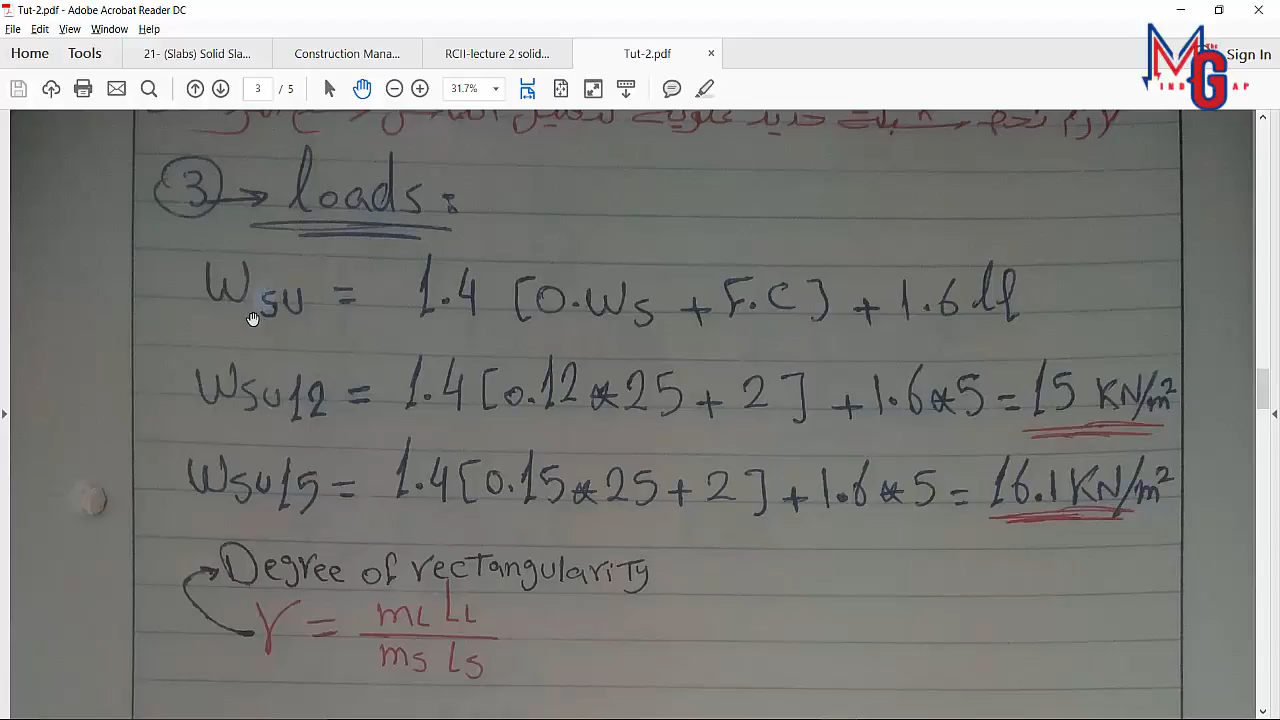 Tut-2.pdf - Adobe Acrobat Reader DC
File Edit View Window Help
Home Tools 21- (Slabs) Solid Sla... Construction Mana... RCII-lecture 2 solid... Tut-2.pdf × Sign In
3 / 5 31.7%
The
MG
MIND GAP
③→ loads:
Wsu = 1.4 [O.Ws + F.C] + 1.6 LL
Wsu12 = 1.4 [0.12*25 + 2] + 1.6*5 = 15 KN/m²
Wsu15 = 1.4 [0.15*25 + 2] + 1.6*5 = 16.1 KN/m²
Degree of rectangularity
r = mL LL / ms Ls